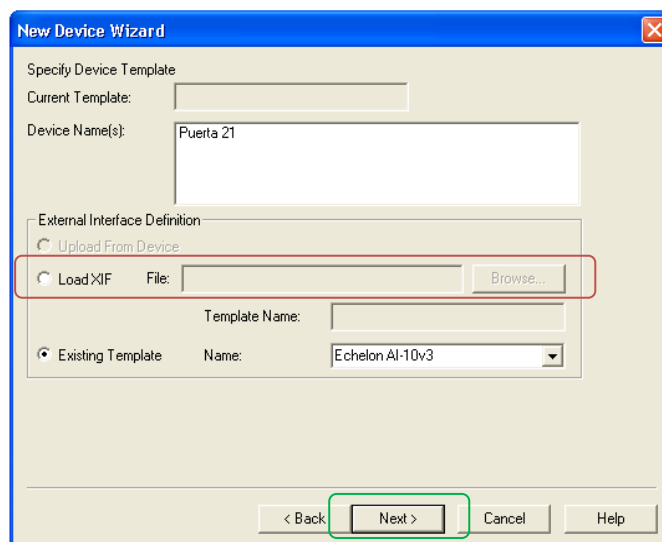 New Device Wizard
Specify Device Template
Current Template:
Device Name(s):
Puerta 21
External Interface Definition
Upload From Device
Load XIF File: Browse...
Template Name:
Existing Template Name: Echelon AI-10v3
< Back Next > Cancel Help